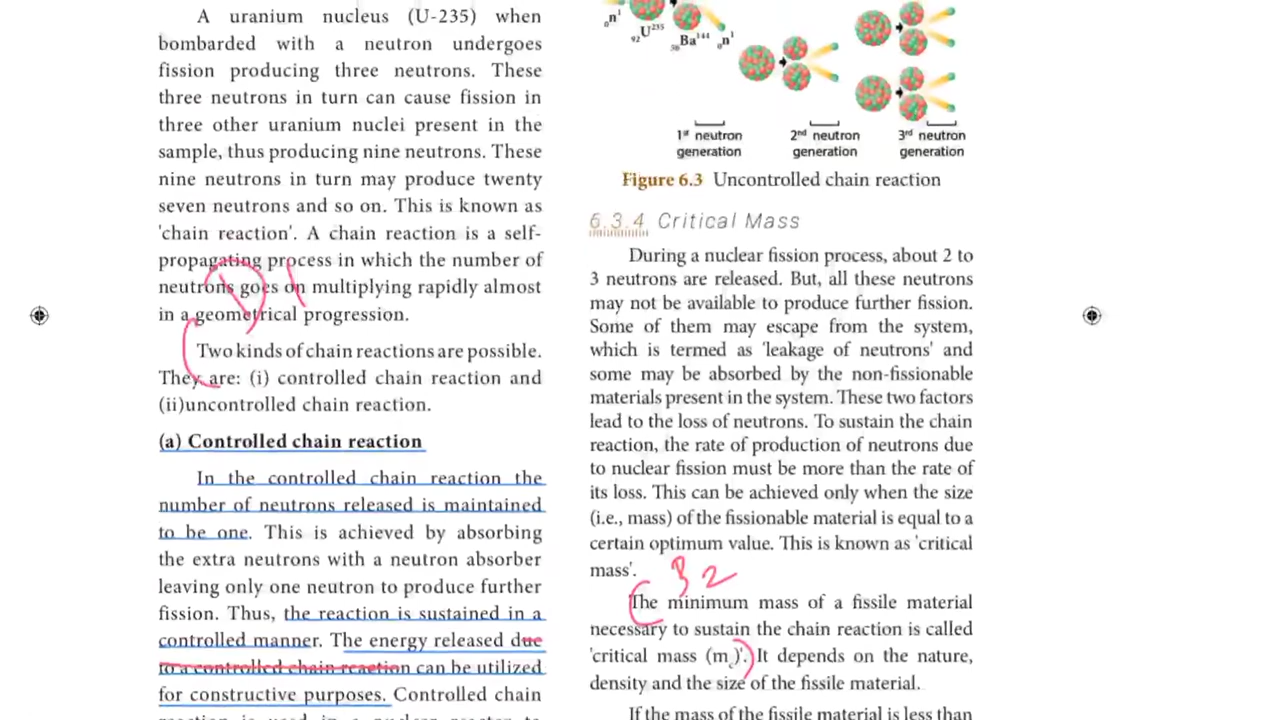 A uranium nucleus (U-235) when
bombarded with a neutron undergoes
fission producing three neutrons. These
three neutrons in turn can cause fission in
three other uranium nuclei present in the
sample, thus producing nine neutrons. These
nine neutrons in turn may produce twenty
seven neutrons and so on. This is known as
'chain reaction'. A chain reaction is a self-
propagating process in which the number of
neutrons goes on multiplying rapidly almost
in a geometrical progression.
D1
Two kinds of chain reactions are possible.
They are: (i) controlled chain reaction and
(ii)uncontrolled chain reaction.
(a) Controlled chain reaction
In the controlled chain reaction the
number of neutrons released is maintained
to be one. This is achieved by absorbing
the extra neutrons with a neutron absorber
leaving only one neutron to produce further
fission. Thus, the reaction is sustained in a
controlled manner. The energy released due
to a controlled chain reaction can be utilized
for constructive purposes. Controlled chain
reaction is used in a nuclear reactor to
₀n¹
₉₂U²³⁵
₅₆Ba¹⁴⁴
₀n¹
1st neutron
generation
2nd neutron
generation
3rd neutron
generation
Figure 6.3 Uncontrolled chain reaction
6.3.4 Critical Mass
During a nuclear fission process, about 2 to
3 neutrons are released. But, all these neutrons
may not be available to produce further fission.
Some of them may escape from the system,
which is termed as 'leakage of neutrons' and
some may be absorbed by the non-fissionable
materials present in the system. These two factors
lead to the loss of neutrons. To sustain the chain
reaction, the rate of production of neutrons due
to nuclear fission must be more than the rate of
its loss. This can be achieved only when the size
(i.e., mass) of the fissionable material is equal to a
certain optimum value. This is known as 'critical
mass'.
The minimum mass of a fissile material
necessary to sustain the chain reaction is called
'critical mass (mc)'. It depends on the nature,
density and the size of the fissile material.
If the mass of the fissile material is less than